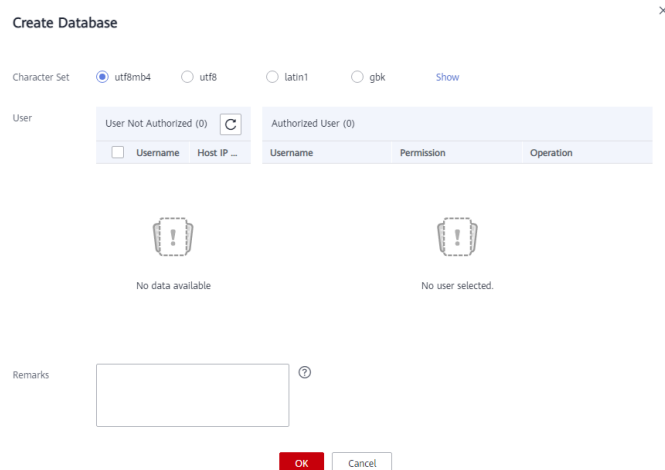 Create Database
Character Set utf8mb4 utf8 latin1 gbk Show
User
User Not Authorized (0) Authorized User (0)
Username Host IP ... Username Permission Operation
No data available No user selected.
Remarks
OK Cancel